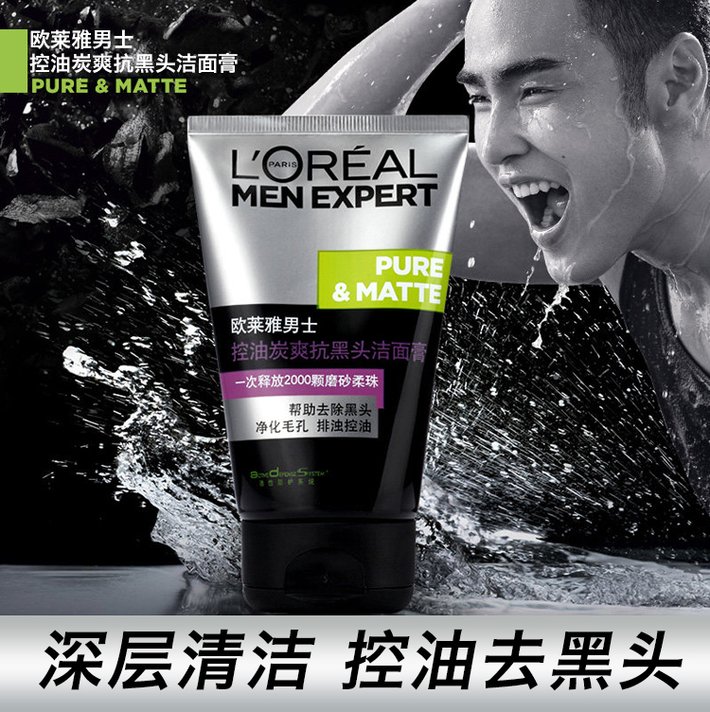 欧莱雅男士
控油炭爽抗黑头洁面膏
PURE & MATTE
L'ORÉAL
PARIS
MEN EXPERT
PURE
& MATTE
欧莱雅男士
控油炭爽抗黑头洁面膏
一次释放2000颗磨砂柔珠
帮助去除黑头
净化毛孔 排浊控油
深层清洁 控油去黑头